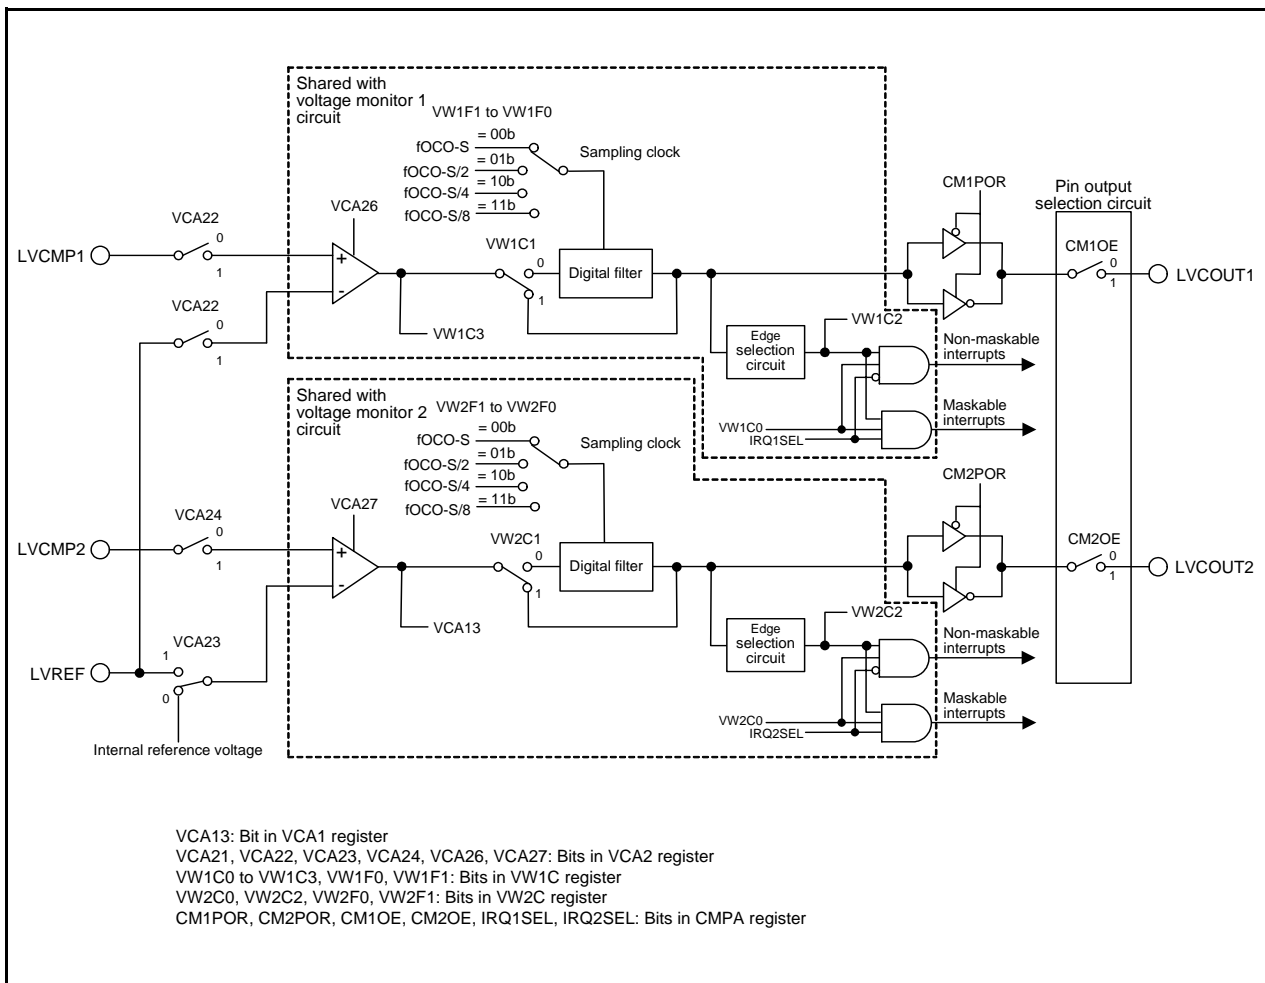 Shared with
voltage monitor 1
circuit
VW1F1 to VW1F0
= 00b
fOCO-S
= 01b
fOCO-S/2
= 10b
fOCO-S/4
= 11b
fOCO-S/8
Sampling clock
CM1POR
Pin output
selection circuit
VCA22
0
1
LVCMP1
VCA26
+
-
VW1C1
0
1
Digital filter
CM1OE
0
1
LVCOUT1
VCA22
0
1
VW1C3
Edge
selection
circuit
VW1C2
Non-maskable
interrupts
Maskable
interrupts
VW1C0
IRQ1SEL
Shared with
voltage monitor 2
circuit
VW2F1 to VW2F0
= 00b
fOCO-S
= 01b
fOCO-S/2
= 10b
fOCO-S/4
= 11b
fOCO-S/8
Sampling clock
CM2POR
VCA24
0
1
LVCMP2
VCA27
+
-
VW2C1
0
1
Digital filter
CM2OE
0
1
LVCOUT2
VCA13
VCA23
1
0
LVREF
Internal reference voltage
Edge
selection
circuit
VW2C2
Non-maskable
interrupts
Maskable
interrupts
VW2C0
IRQ2SEL
VCA13: Bit in VCA1 register
VCA21, VCA22, VCA23, VCA24, VCA26, VCA27: Bits in VCA2 register
VW1C0 to VW1C3, VW1F0, VW1F1: Bits in VW1C register
VW2C0, VW2C2, VW2F0, VW2F1: Bits in VW2C register
CM1POR, CM2POR, CM1OE, CM2OE, IRQ1SEL, IRQ2SEL: Bits in CMPA register